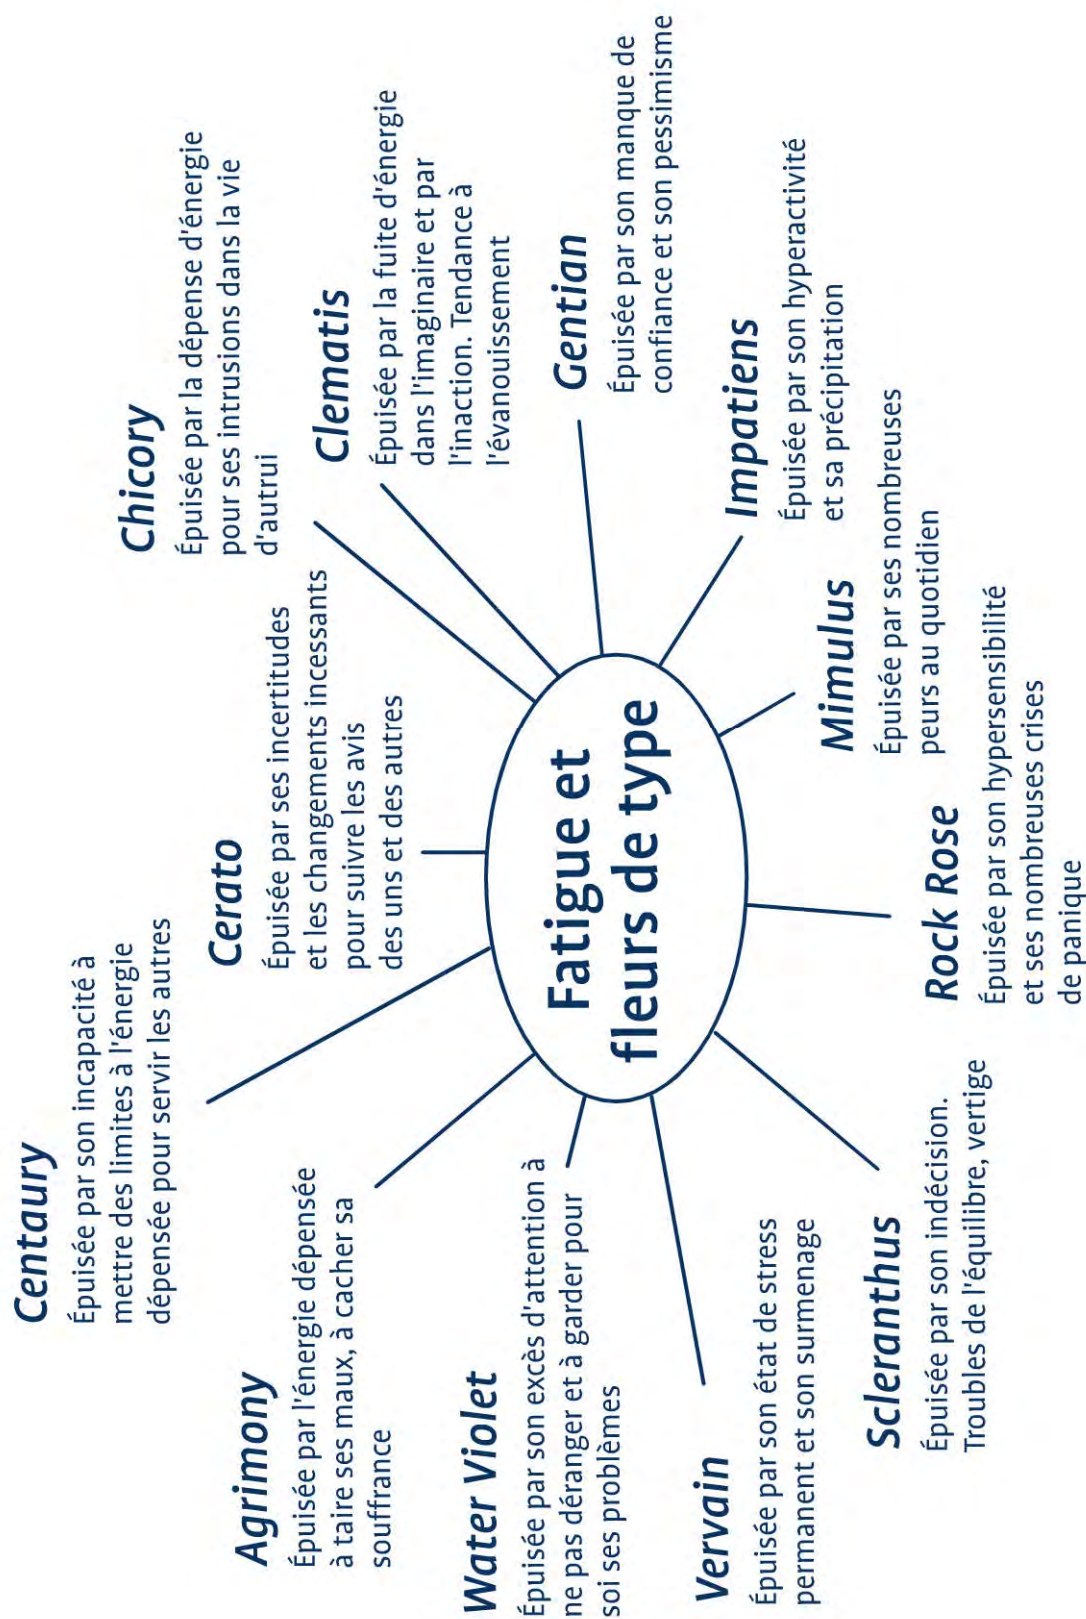 Centaury
Épuisée par son incapacité à
mettre des limites à l'énergie
dépensée pour servir les autres
Cerato
Épuisée par ses incertitudes
et les changements incessants
pour suivre les avis
des uns et des autres
Chicory
Épuisée par la dépense d'énergie
pour ses intrusions dans la vie
d'autrui
Clematis
Épuisée par la fuite d'énergie
dans l'imaginaire et par
l'inaction. Tendance à
l'évanouissement
Gentian
Épuisée par son manque de
confiance et son pessimisme
Impatiens
Épuisée par son hyperactivité
et sa précipitation
Mimulus
Épuisée par ses nombreuses
peurs au quotidien
Rock Rose
Épuisée par son hypersensibilité
et ses nombreuses crises
de panique
Scleranthus
Épuisée par son indécision.
Troubles de l'équilibre, vertige
Vervain
Épuisée par son état de stress
permanent et son surmenage
Water Violet
Épuisée par son excès d'attention à
ne pas déranger et à garder pour
soi ses problèmes
Agrimony
Épuisée par l'énergie dépensée
à taire ses maux, à cacher sa
souffrance
Fatigue et
fleurs de type